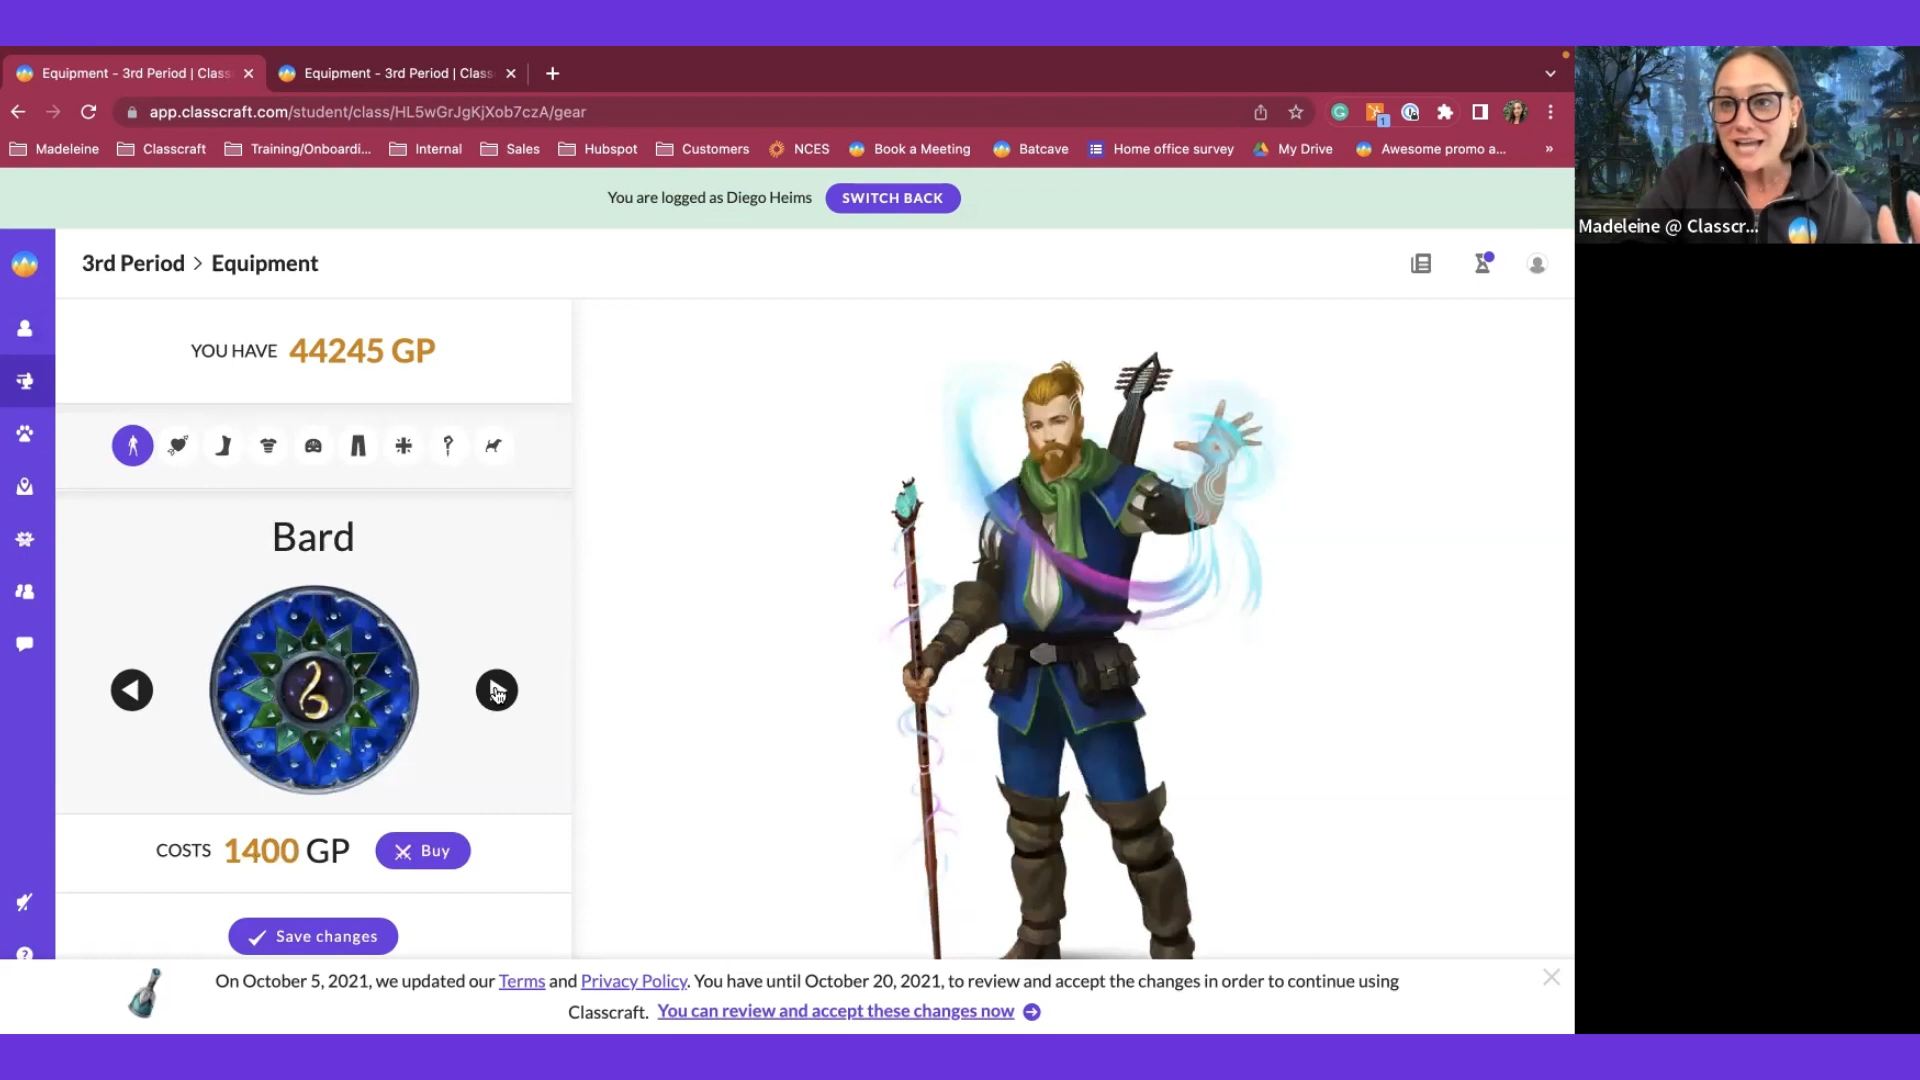 Equipment - 3rd Period | Class
Equipment - 3rd Period | Class
app.classcraft.com/student/class/HL5wGrJgKjXob7czA/gear
1
Madeleine
Classcraft
Training/Onboardi...
Internal
Sales
Hubspot
Customers
NCES
Book a Meeting
Batcave
Home office survey
My Drive
Awesome promo a...
»
Madeleine @ Classcr...
You are logged as Diego Heims SWITCH BACK
3rd Period > Equipment
YOU HAVE 44245 GP
Bard
COSTS 1400 GP Buy
Save changes
On October 5, 2021, we updated our Terms and Privacy Policy. You have until October 20, 2021, to review and accept the changes in order to continue using
Classcraft. You can review and accept these changes now